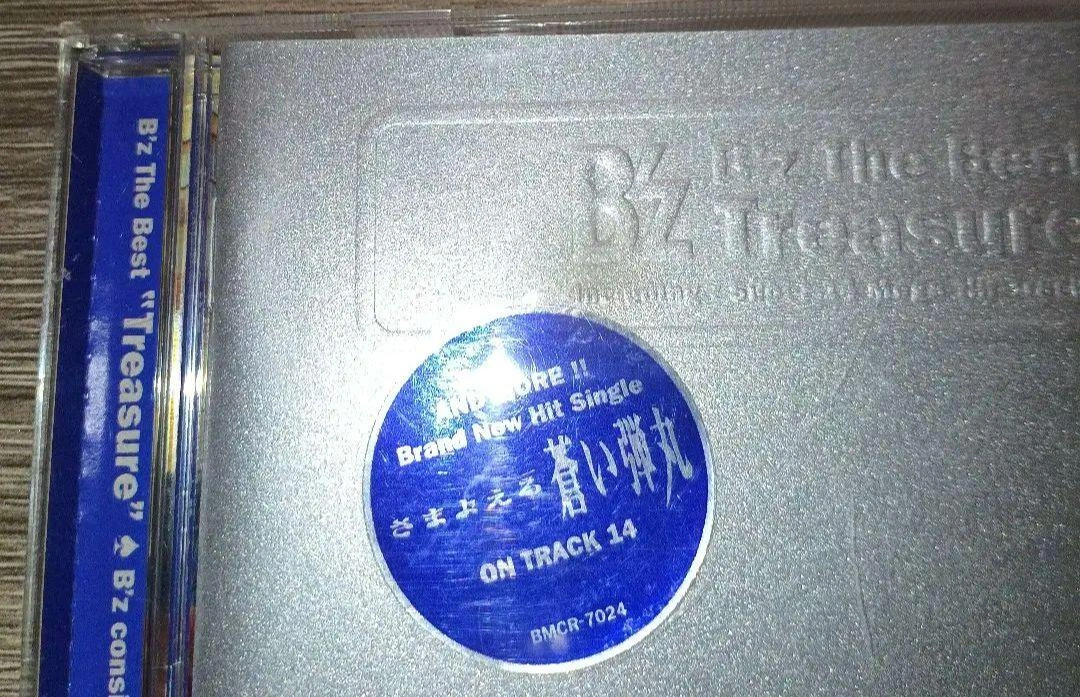 B'z The Best "Treasure" ♠ B'z consi
B'z
B'z The Best
Treasure
AND MORE !!
Brand New Hit Single
さまよえる蒼い弾丸
ON TRACK 14
BMCR-7024